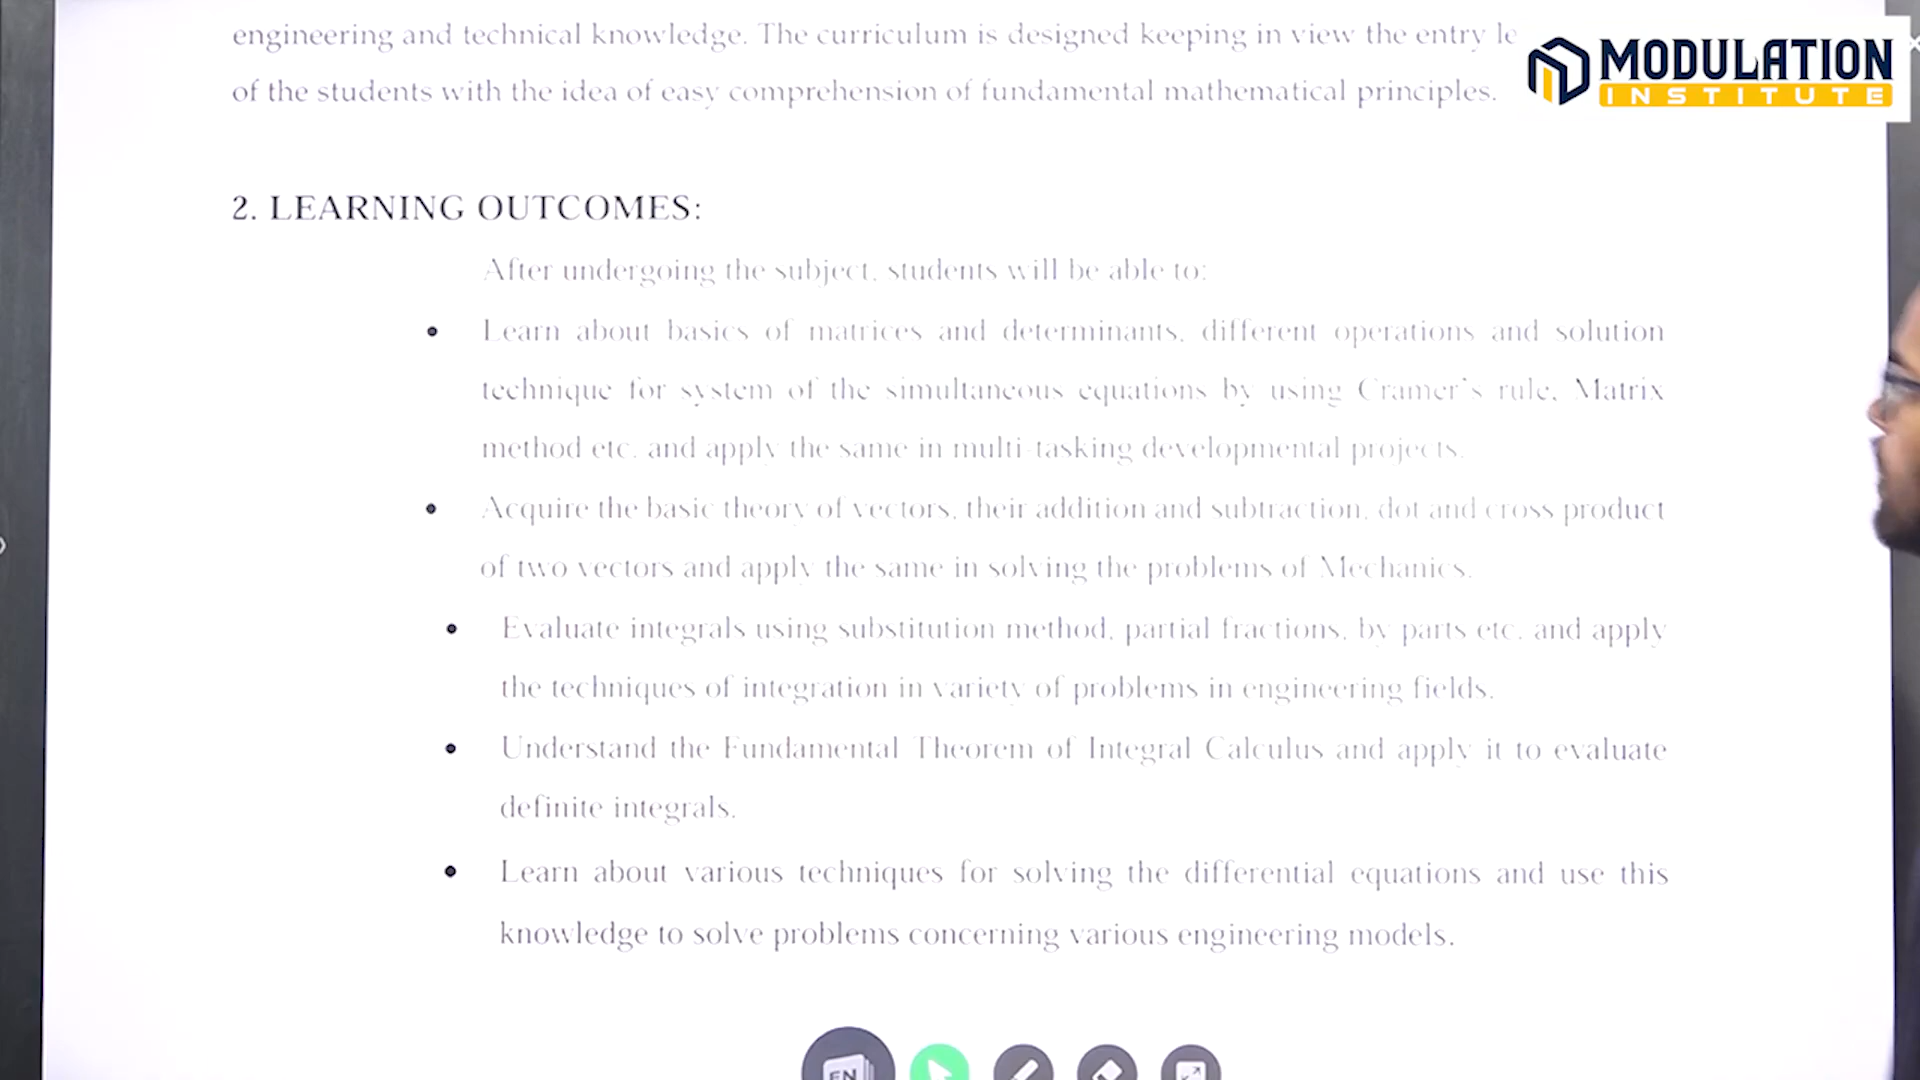 engineering and technical knowledge. The curriculum is designed keeping in view the entry le
of the students with the idea of easy comprehension of fundamental mathematical principles.
MODULATION
INSTITUTE
2. LEARNING OUTCOMES:
After undergoing the subject, students will be able to:
• Learn about basics of matrices and determinants, different operations and solution
technique for system of the simultaneous equations by using Cramer's rule, Matrix
method etc. and apply the same in multi-tasking developmental projects.
• Acquire the basic theory of vectors, their addition and subtraction, dot and cross product
of two vectors and apply the same in solving the problems of Mechanics.
• Evaluate integrals using substitution method, partial fractions, by parts etc. and apply
the techniques of integration in variety of problems in engineering fields.
• Understand the Fundamental Theorem of Integral Calculus and apply it to evaluate
definite integrals.
• Learn about various techniques for solving the differential equations and use this
knowledge to solve problems concerning various engineering models.
EN